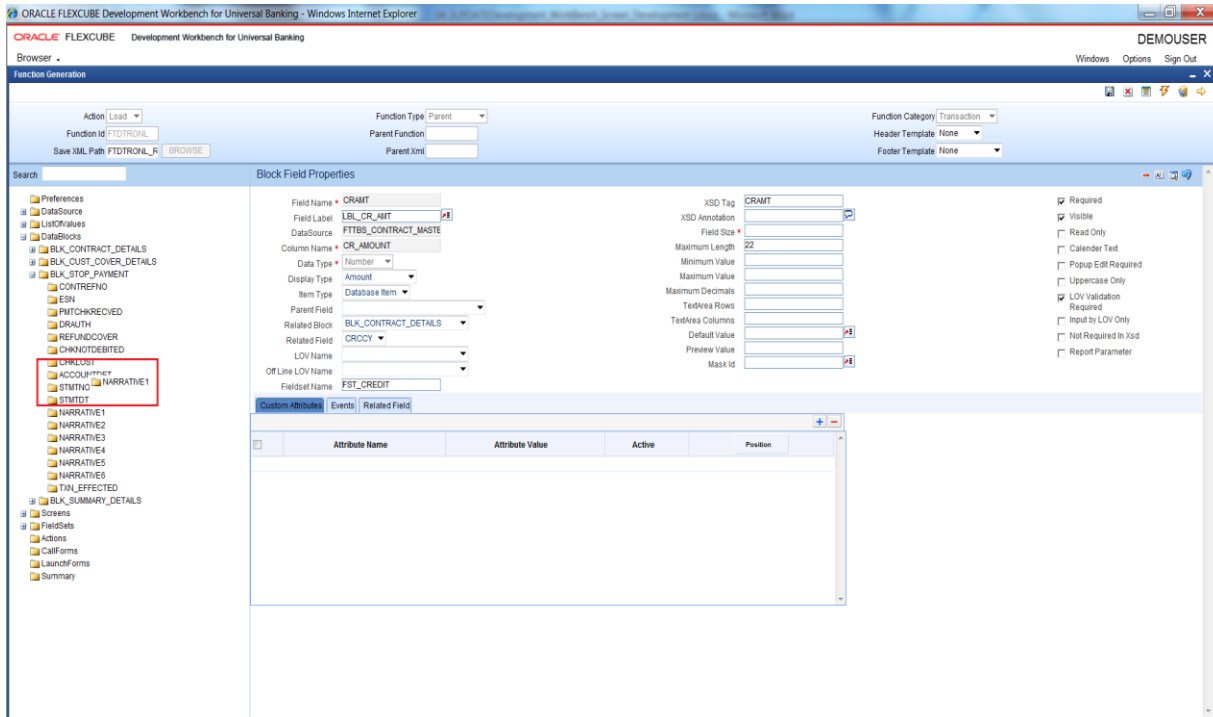 ORACLE FLEXCUBE Development Workbench for Universal Banking - Windows Internet Explorer
ORACLE FLEXCUBE Development Workbench for Universal Banking
DEMOUSER
Browser
Windows Options Sign Out
Function Generation
Action Load Function Type Parent Function Category Transaction
Function Id FTDTRONL Parent Function Header Template None
Save XML Path FTDTRONL_R BROWSE Parent Xml Footer Template None
Search
Preferences
DataSource
ListOfValues
DataBlocks
BLK_CONTRACT_DETAILS
BLK_CUST_COVER_DETAILS
BLK_STOP_PAYMENT
CONTREFNO
ESN
PMTCHKRECVED
DRAUTH
REFUNDCOVER
CHKNOTDEBITED
CHKLOST
ACCOUNTDET
NARRATIVE1
STMTNO
STMTDT
NARRATIVE1
NARRATIVE2
NARRATIVE3
NARRATIVE4
NARRATIVE5
NARRATIVE6
TXN_EFFECTED
BLK_SUMMARY_DETAILS
Screens
FieldSets
Actions
CallForms
LaunchForms
Summary
Block Field Properties
Field Name * CRAMT
Field Label LBL_CR_AMT
DataSource FTTBS_CONTRACT_MASTE
Column Name * CR_AMOUNT
Data Type * Number
Display Type Amount
Item Type Database Item
Parent Field
Related Block BLK_CONTRACT_DETAILS
Related Field CRCCY
LOV Name
Off Line LOV Name
Fieldset Name FST_CREDIT
XSD Tag CRAMT
XSD Annotation
Field Size *
Maximum Length 22
Minimum Value
Maximum Value
Maximum Decimals
TextArea Rows
TextArea Columns
Default Value
Preview Value
Mask Id
Required
Visible
Read Only
Calender Text
Popup Edit Required
Uppercase Only
LOV Validation
Required
Input by LOV Only
Not Required In Xsd
Report Parameter
Custom Attributes Events Related Field
Attribute Name Attribute Value Active Position